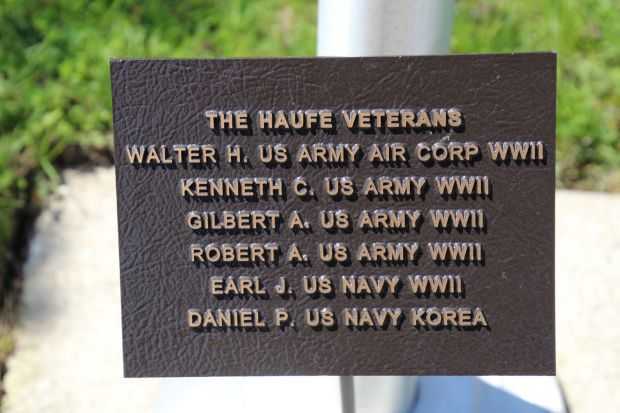 THE HAUFE VETERANS
WALTER H. US ARMY AIR CORP WWII
KENNETH C. US ARMY WWII
GILBERT A. US ARMY WWII
ROBERT A. US ARMY WWII
EARL J. US NAVY WWII
DANIEL P. US NAVY KOREA